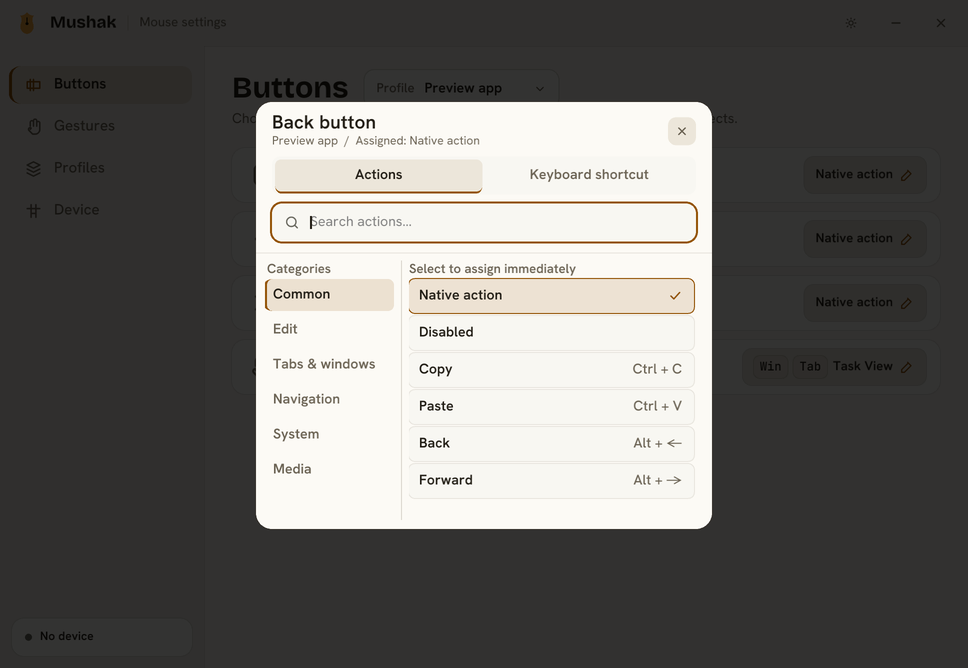 Mushak
Mouse settings
Buttons
Gestures
Profiles
Device
No device
Buttons
Profile Preview app
ects.
Native action
Native action
Native action
Win Tab Task View
Back button
Preview app / Assigned: Native action
Actions
Keyboard shortcut
Search actions...
Categories
Common
Edit
Tabs & windows
Navigation
System
Media
Select to assign immediately
Native action
Disabled
Copy Ctrl + C
Paste Ctrl + V
Back Alt + ←
Forward Alt + →